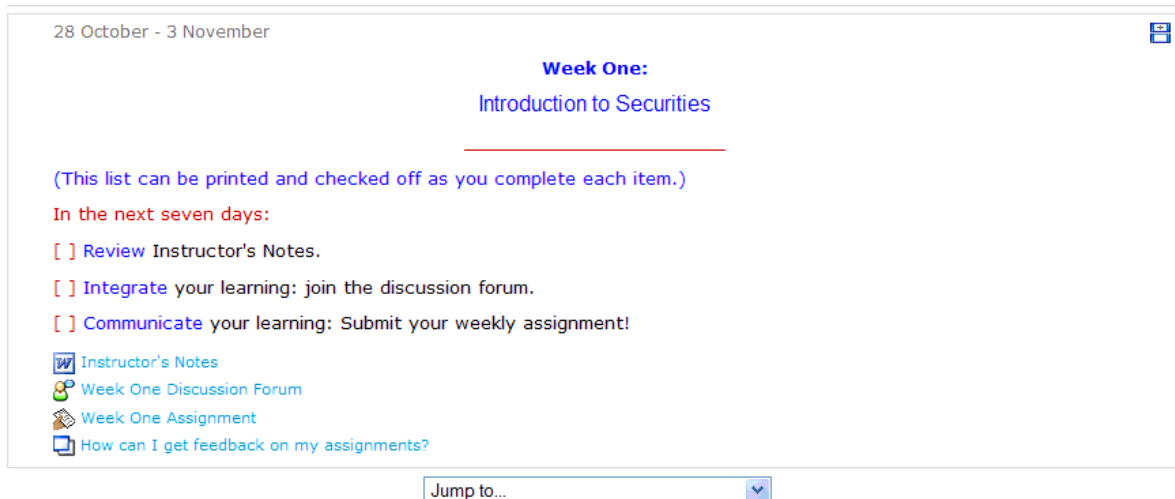 28 October - 3 November
Week One:
Introduction to Securities
(This list can be printed and checked off as you complete each item.)
In the next seven days:
[ ] Review Instructor's Notes.
[ ] Integrate your learning: join the discussion forum.
[ ] Communicate your learning: Submit your weekly assignment!
Instructor's Notes
Week One Discussion Forum
Week One Assignment
How can I get feedback on my assignments?
Jump to...